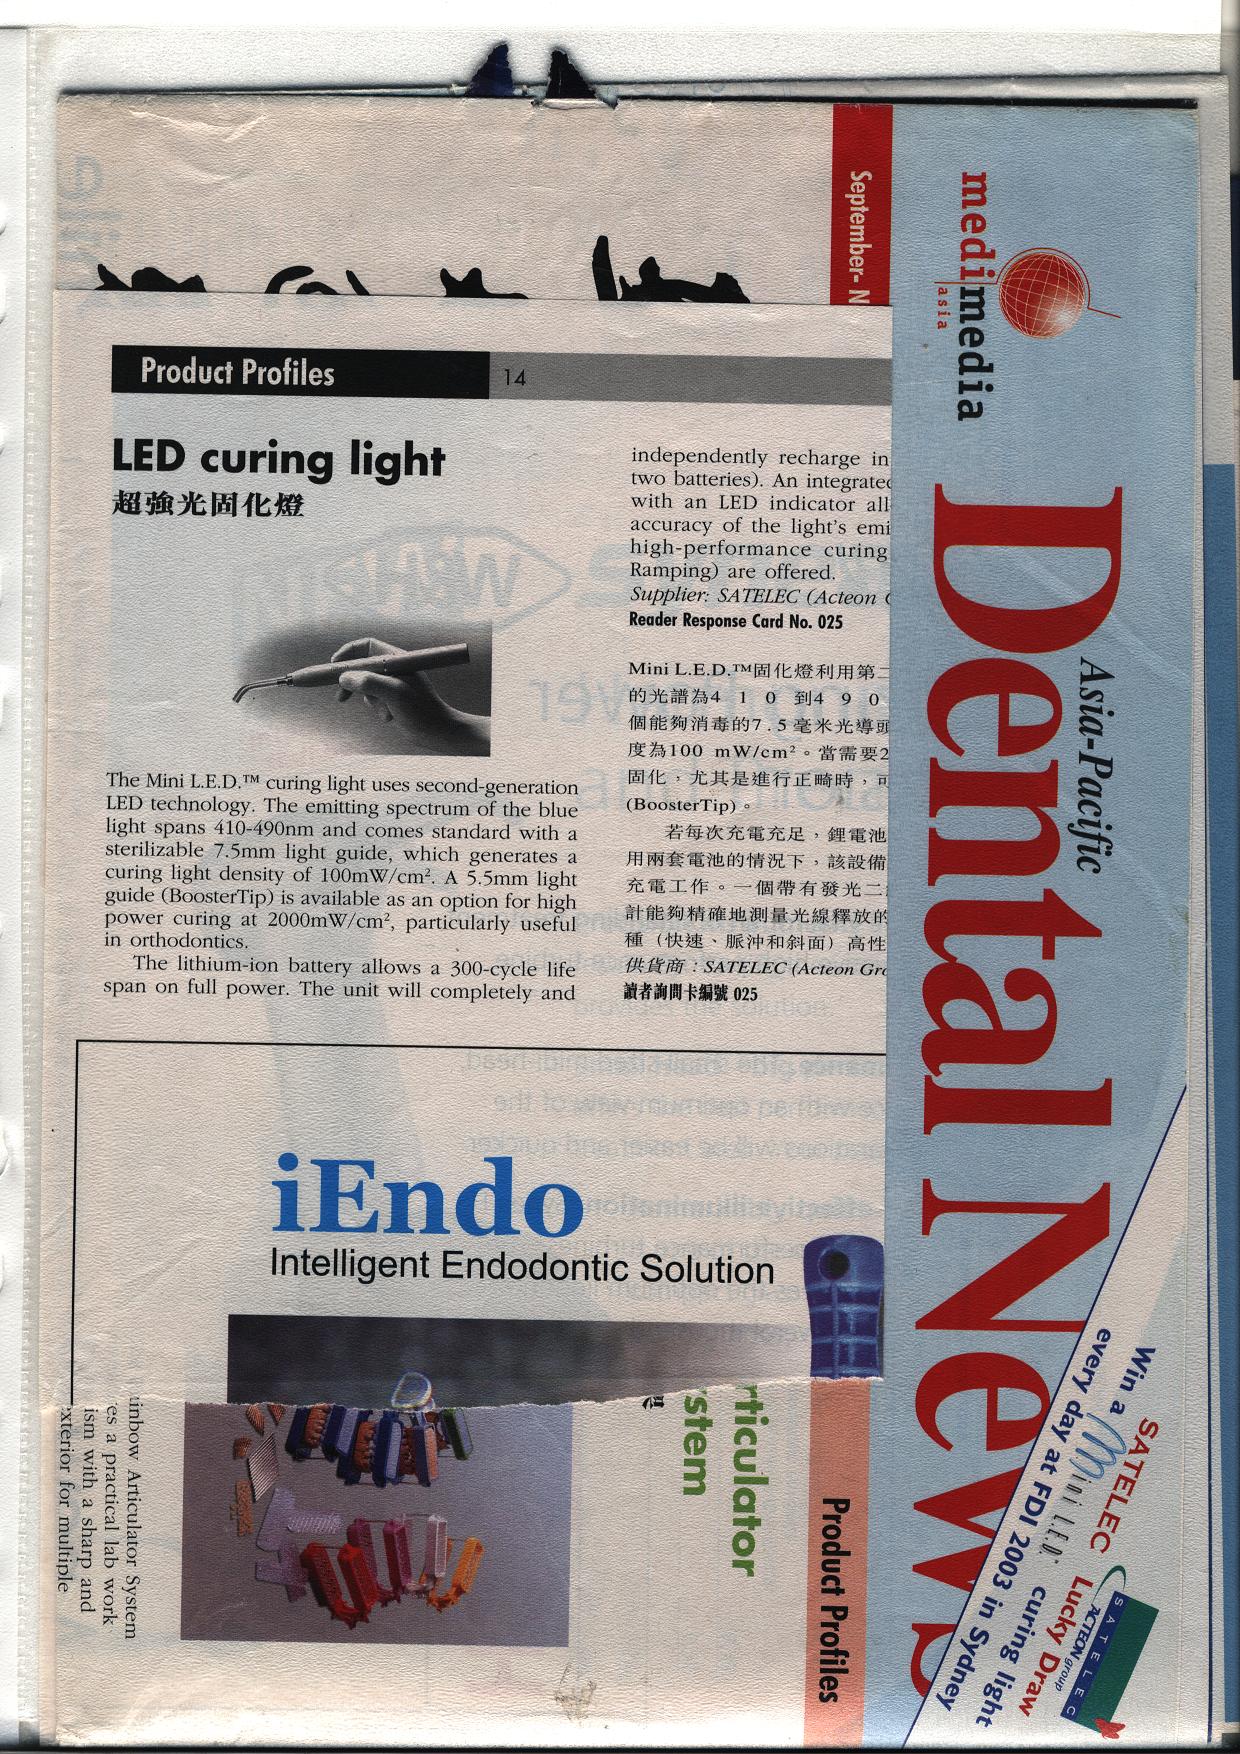 September- N
medimedia
asia
Asia-Pacific
Dental News
Win a Mini L.E.D. curing light
every day at FDI 2003 in Sydney
SATELEC Lucky Draw
SATELEC
ACTEON group
Product Profiles
14
LED curing light
超強光固化燈
The Mini L.E.D.™ curing light uses second-generation
LED technology. The emitting spectrum of the blue
light spans 410-490nm and comes standard with a
sterilizable 7.5mm light guide, which generates a
curing light density of 100mW/cm². A 5.5mm light
guide (BoosterTip) is available as an option for high
power curing at 2000mW/cm², particularly useful
in orthodontics.
The lithium-ion battery allows a 300-cycle life
span on full power. The unit will completely and
independently recharge in
two batteries). An integrated
with an LED indicator all
accuracy of the light's emi
high-performance curing
Ramping) are offered.
Supplier: SATELEC (Acteon G
Reader Response Card No. 025
Mini L.E.D.™固化燈利用第二
的光譜為4 1 0 到4 9 0
個能夠消毒的7.5毫米光導頭
度為100 mW/cm²。當需要2
固化，尤其是進行正畸時，可
(BoosterTip)。
若每次充電充足，鋰電池
用兩套電池的情況下，該設備
充電工作。一個帶有發光二
計能夠精確地測量光線釋放的
種（快速、脈沖和斜面）高性
供貨商：SATELEC (Acteon Gro
讀者詢問卡編號 025
iEndo
Intelligent Endodontic Solution
Product Profiles
rticulator
stem
inbow Articulator System
es a practical lab work
ism with a sharp and
xterior for multiple